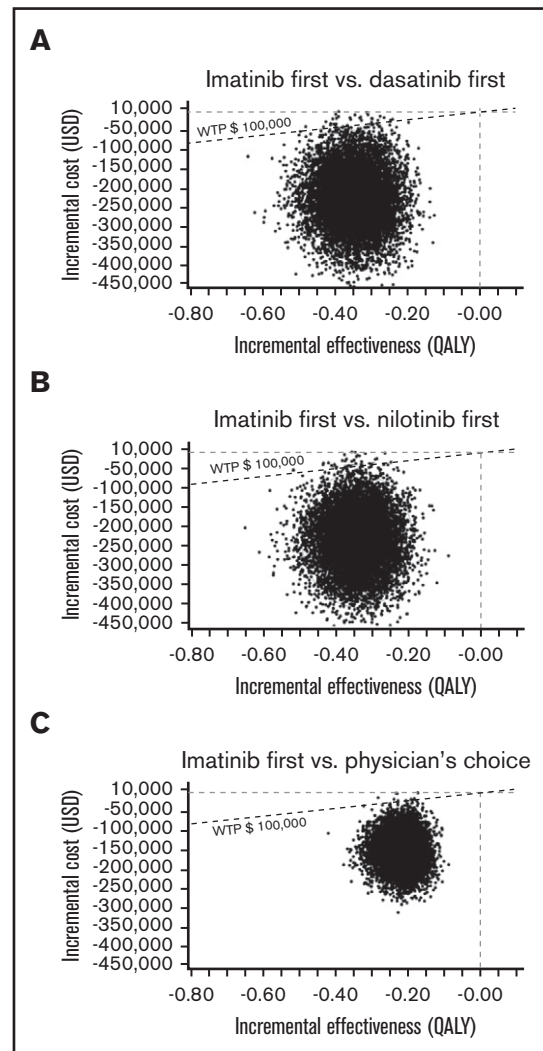 A
Imatinib first vs. dasatinib first
Incremental cost (USD)
10,000
-50,000
-100,000
-150,000
-200,000
-250,000
-300,000
-350,000
-400,000
-450,000
WTP $ 100,000
-0.80 -0.60 -0.40 -0.20 -0.00
Incremental effectiveness (QALY)
B
Imatinib first vs. nilotinib first
Incremental cost (USD)
10,000
-50,000
-100,000
-150,000
-200,000
-250,000
-300,000
-350,000
-400,000
-450,000
WTP $ 100,000
-0.80 -0.60 -0.40 -0.20 -0.00
Incremental effectiveness (QALY)
C
Imatinib first vs. physician’s choice
Incremental cost (USD)
10,000
-50,000
-100,000
-150,000
-200,000
-250,000
-300,000
-350,000
-400,000
-450,000
WTP $ 100,000
-0.80 -0.60 -0.40 -0.20 -0.00
Incremental effectiveness (QALY)